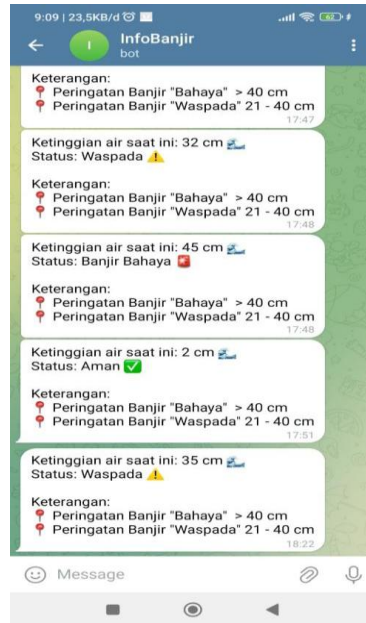 9:09 | 23,5KB/d
62
I
InfoBanjir
bot
Keterangan:
📍 Peringatan Banjir "Bahaya" > 40 cm
📍 Peringatan Banjir "Waspada" 21 - 40 cm
17:47
Ketinggian air saat ini: 32 cm 🌊
Status: Waspada ⚠️
Keterangan:
📍 Peringatan Banjir "Bahaya" > 40 cm
📍 Peringatan Banjir "Waspada" 21 - 40 cm
17:48
Ketinggian air saat ini: 45 cm 🌊
Status: Banjir Bahaya 🚨
Keterangan:
📍 Peringatan Banjir "Bahaya" > 40 cm
📍 Peringatan Banjir "Waspada" 21 - 40 cm
17:48
Ketinggian air saat ini: 2 cm 🌊
Status: Aman ✅
Keterangan:
📍 Peringatan Banjir "Bahaya" > 40 cm
📍 Peringatan Banjir "Waspada" 21 - 40 cm
17:51
Ketinggian air saat ini: 35 cm 🌊
Status: Waspada ⚠️
Keterangan:
📍 Peringatan Banjir "Bahaya" > 40 cm
📍 Peringatan Banjir "Waspada" 21 - 40 cm
18:22
Message